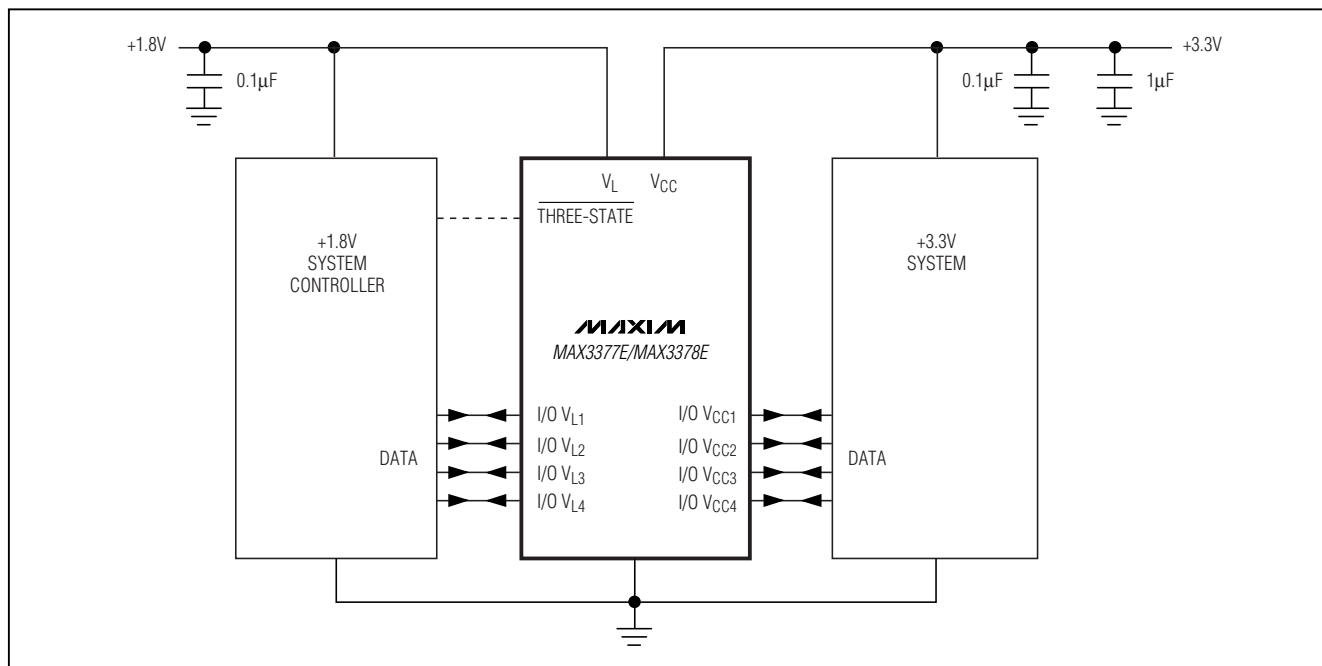 +1.8V
0.1μF
0.1μF
1μF
+3.3V
VL
VCC
THREE-STATE
+1.8V
SYSTEM
CONTROLLER
+3.3V
SYSTEM
MAXIM
MAX3377E/MAX3378E
I/O VL1
I/O VL2
I/O VL3
I/O VL4
I/O VCC1
I/O VCC2
I/O VCC3
I/O VCC4
DATA
DATA